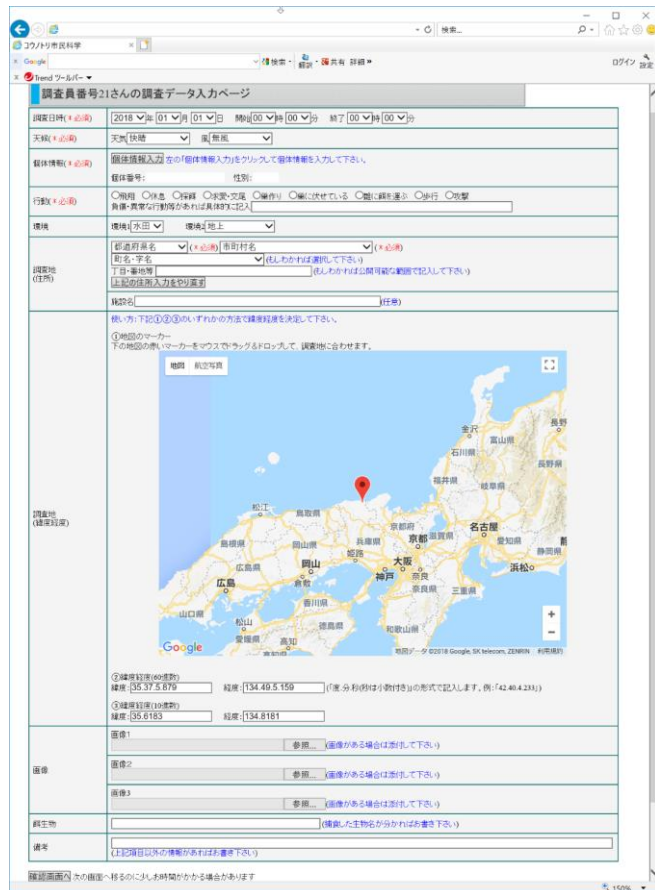 検索...
コウノトリ市民科学
Google 検索 翻訳 共有 詳細 » ログイン 設定
Trend ツールバー ▼
調査員番号21さんの調査データ入力ページ
調査日時(*必須) 2018 年 01 月 01 日 開始 00 時 00 分 終了 00 時 00 分
天候(*必須) 天気 快晴 風 無風
個体情報(*必須) 個体情報入力 左の「個体情報入力」をクリックして個体情報を入力して下さい。
個体番号: 性別:
行動(*必須) 飛翔 休息 採餌 求愛・交尾 巣作り 巣に伏せている 雛に餌を運ぶ 歩行 攻撃
負傷・異常な行動等があれば具体的に記入
環境 環境1 水田 環境2 地上
調査地
(住所)
都道府県名 (*必須) 市町村名 (*必須)
町名・字名 (もしわかれば選択して下さい)
丁目・番地等 (もしわかれば公開可能な範囲で記入して下さい)
上記の住所入力をやり直す
施設名 (任意)
調査地
(緯度経度)
使い方:下記①②③のいずれかの方法で緯度経度を決定して下さい。
①地図のマーカー
下の地図の赤いマーカーをマウスでドラッグ&ドロップして、調査地に合わせます。
地図 航空写真
金沢
長野
富山県
石川県
長野県
福井県
岐阜県
松江
鳥取県
京都府
名古屋
島根県
岡山県
兵庫県
京都
滋賀県
愛知県
静岡県
姫路
広島県
岡山
大阪
浜松
広島
倉敷
神戸
奈良
奈良県
三重県
山口県
香川県
松山
徳島県
和歌山県
愛媛県
高知
高知県
Google
地図データ ©2018 Google, SK telecom, ZENRIN 利用規約
②緯度経度(60進数)
緯度: 35.37.5.879 経度: 134.49.5.159 (「度.分.秒(秒は小数付き)」の形式で記入します。例:「42.40.4.233」)
③緯度経度(10進数)
緯度: 35.6183 経度: 134.8181
画像
画像1
参照... (画像がある場合は添付して下さい)
画像2
参照... (画像がある場合は添付して下さい)
画像3
参照... (画像がある場合は添付して下さい)
餌生物 (捕食した生物名が分かればお書き下さい)
備考
(上記項目以外の情報があればお書き下さい)
確認画面へ 次の画面へ移るのに少しお時間がかかる場合があります
150%